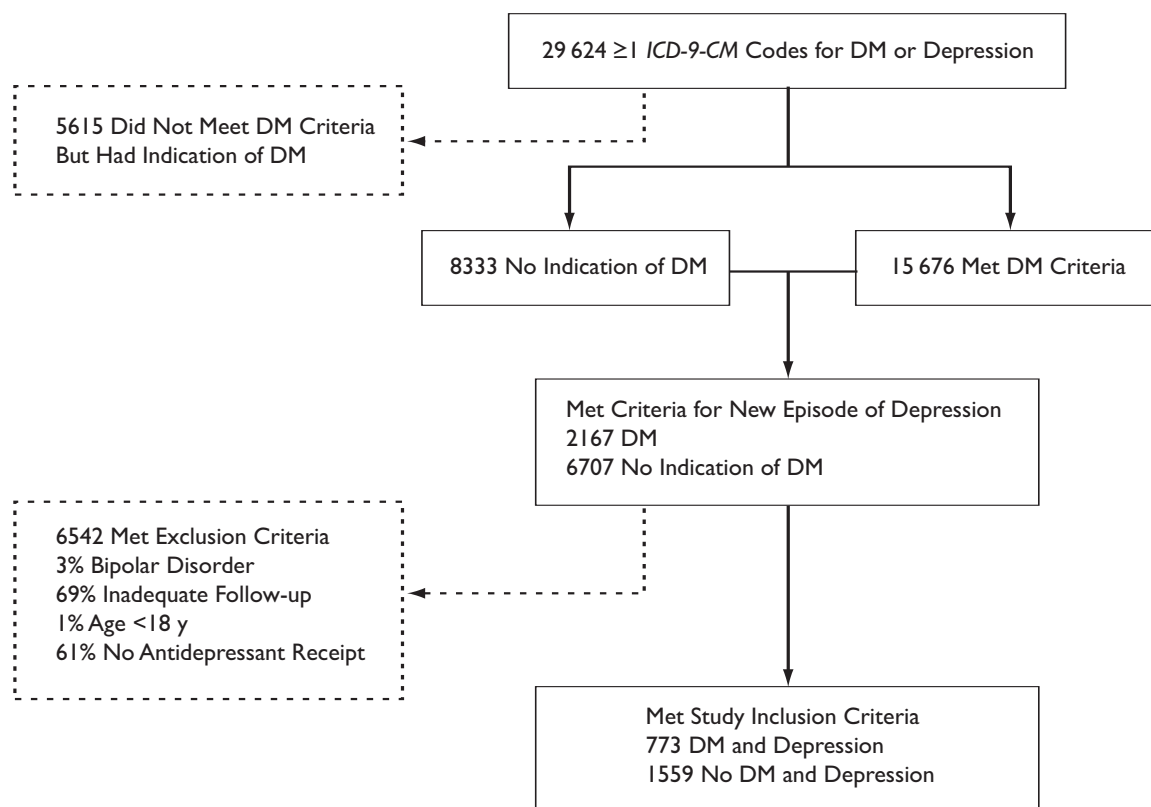 29 624 ≥1 ICD-9-CM Codes for DM or Depression
5615 Did Not Meet DM Criteria
But Had Indication of DM
8333 No Indication of DM
15 676 Met DM Criteria
Met Criteria for New Episode of Depression
2167 DM
6707 No Indication of DM
6542 Met Exclusion Criteria
3% Bipolar Disorder
69% Inadequate Follow-up
1% Age <18 y
61% No Antidepressant Receipt
Met Study Inclusion Criteria
773 DM and Depression
1559 No DM and Depression